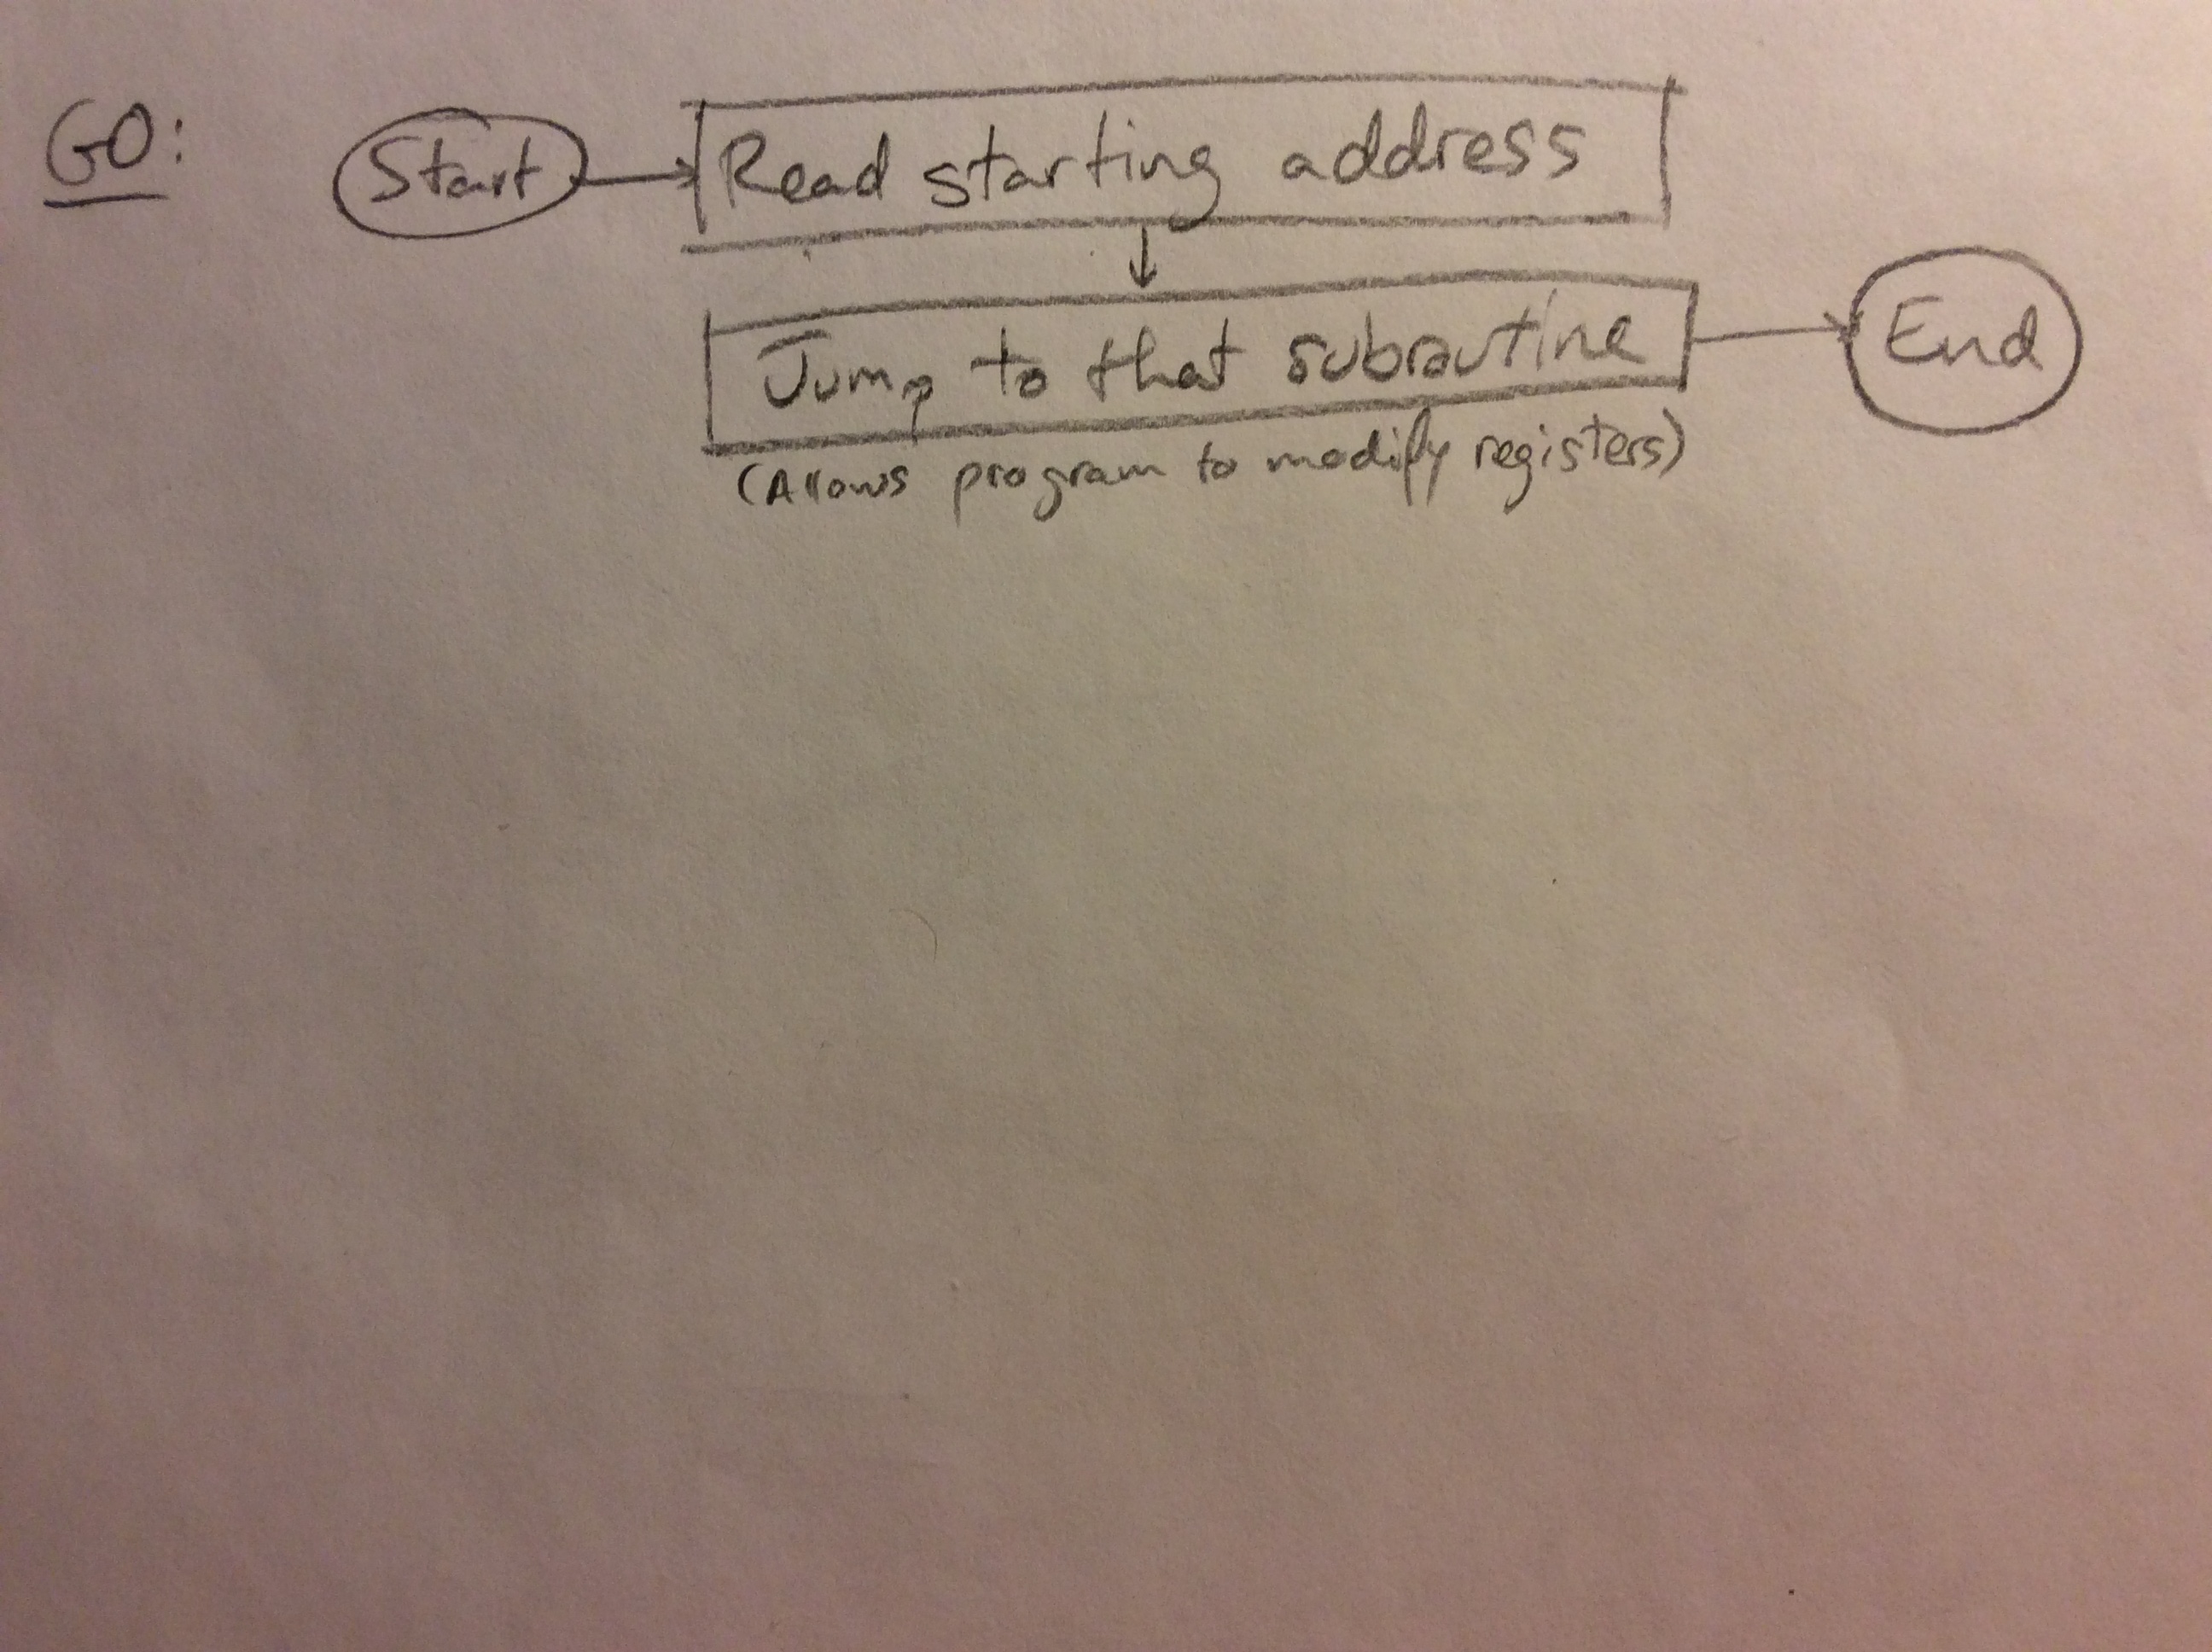 GO:
Start
Read starting address
Jump to that subroutine
(Allows program to modify registers)
End